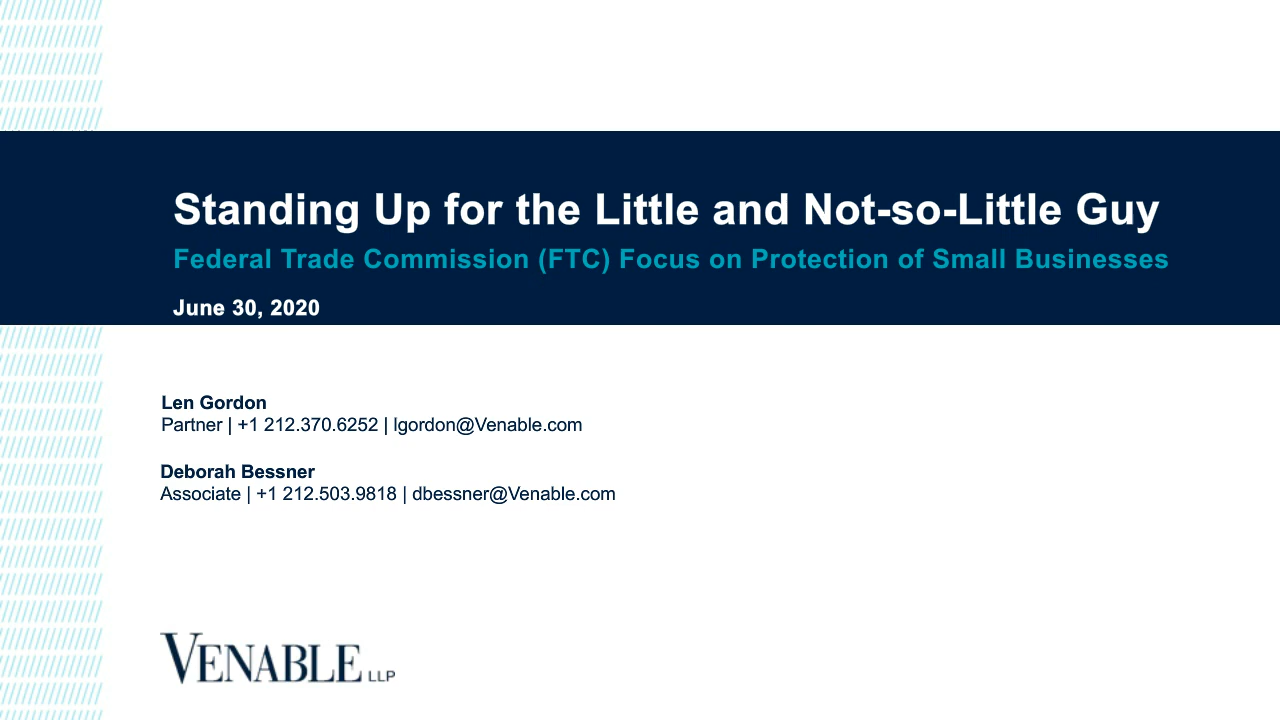 Standing Up for the Little and Not-so-Little Guy
Federal Trade Commission (FTC) Focus on Protection of Small Businesses
June 30, 2020
Len Gordon
Partner | +1 212.370.6252 | lgordon@Venable.com
Deborah Bessner
Associate | +1 212.503.9818 | dbessner@Venable.com
VENABLE LLP